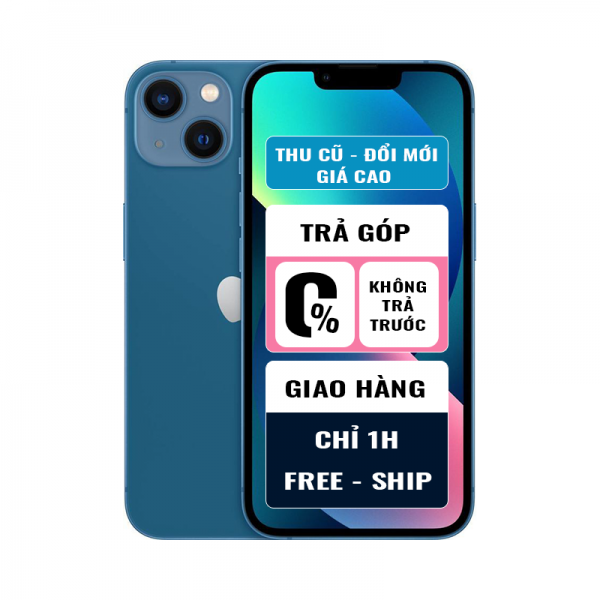 THU CŨ - ĐỔI MỚI
GIÁ CAO
TRẢ GÓP
0%
KHÔNG
TRẢ
TRƯỚC
GIAO HÀNG
CHỈ 1H
FREE - SHIP